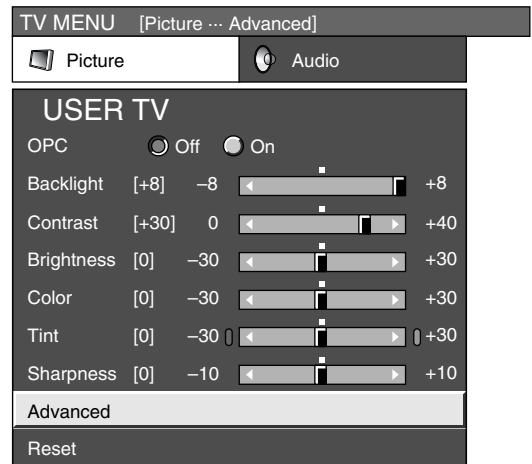 TV MENU [Picture ··· Advanced]
Picture Audio
USER TV
OPC Off On
Backlight [+8] –8 +8
Contrast [+30] 0 +40
Brightness [0] –30 +30
Color [0] –30 +30
Tint [0] –30 +30
Sharpness [0] –10 +10
Advanced
Reset